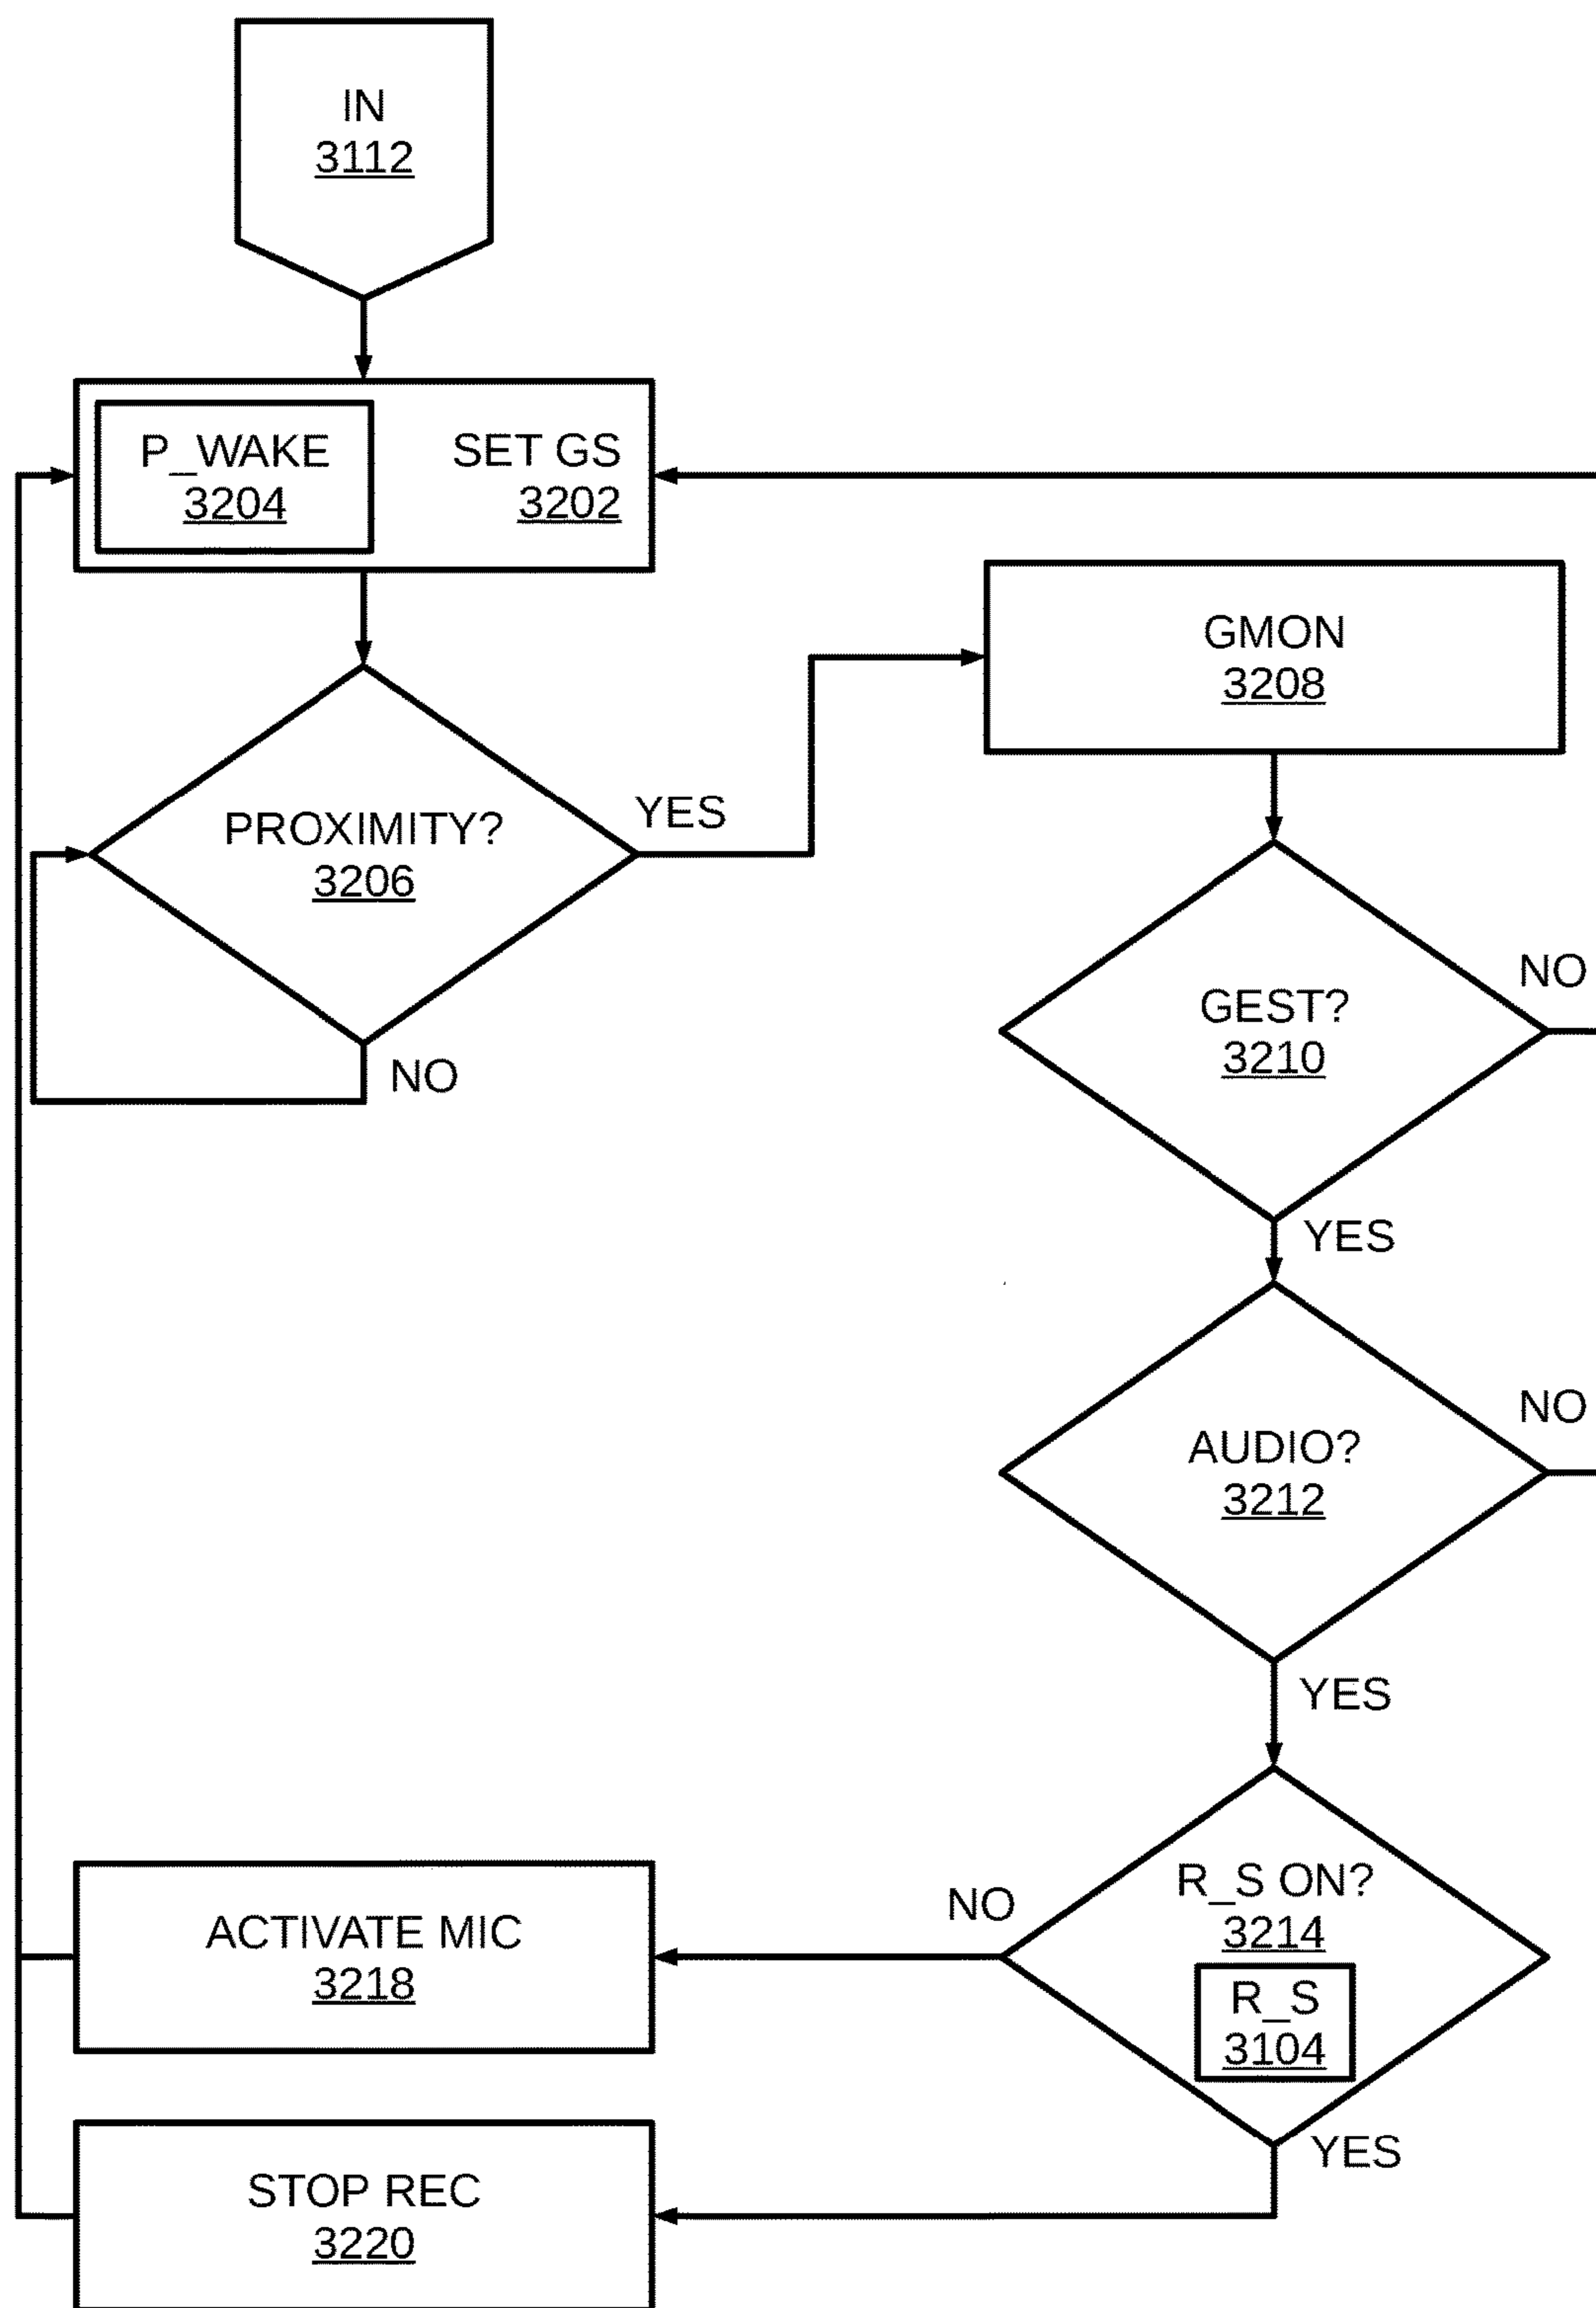 IN
3112
P_WAKE
3204
SET GS
3202
GMON
3208
PROXIMITY?
3206
YES
NO
GEST?
3210
NO
YES
AUDIO?
3212
NO
YES
R_S ON?
3214
R_S
3104
NO
YES
ACTIVATE MIC
3218
STOP REC
3220